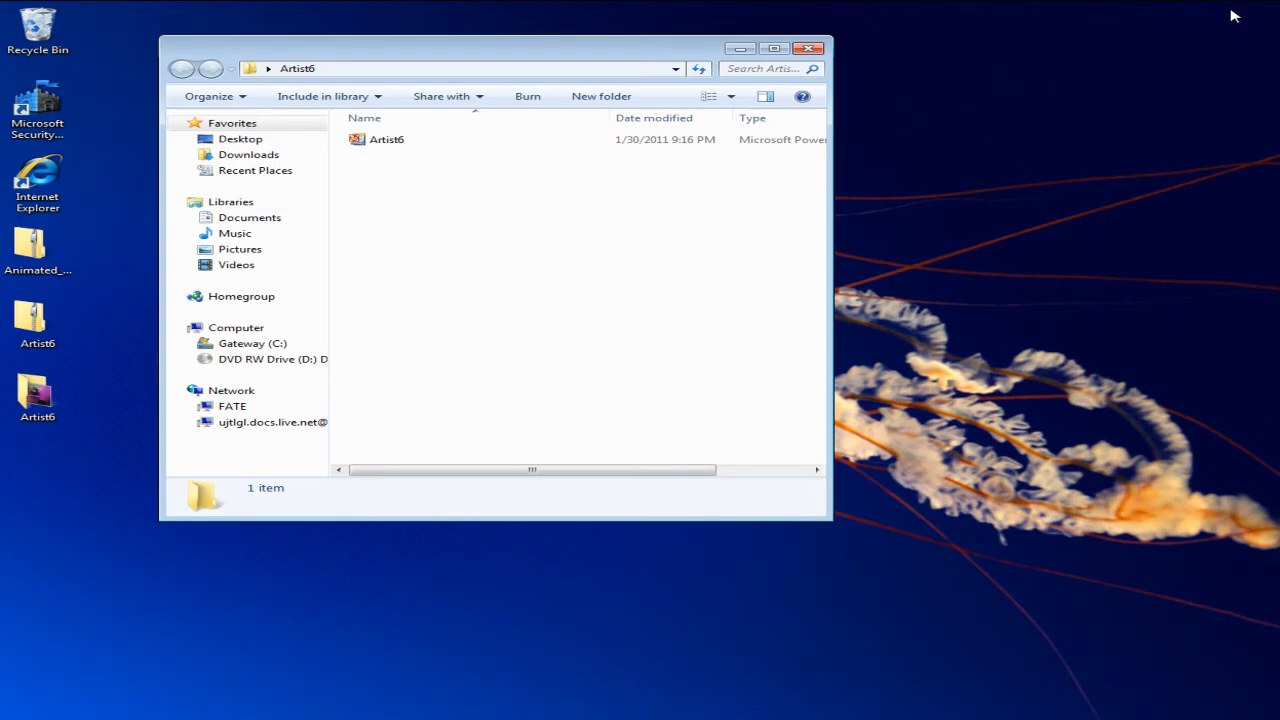 Recycle Bin
Microsoft
Security...
Internet
Explorer
Animated_...
Artist6
Artist6
Artist6
Search Artis...
Organize
Include in library
Share with
Burn
New folder
Favorites
Desktop
Downloads
Recent Places
Libraries
Documents
Music
Pictures
Videos
Homegroup
Computer
Gateway (C:)
DVD RW Drive (D:) D
Network
FATE
ujtlgl.docs.live.net@
Name
Date modified
Type
Artist6
1/30/2011 9:16 PM
Microsoft Power
1 item